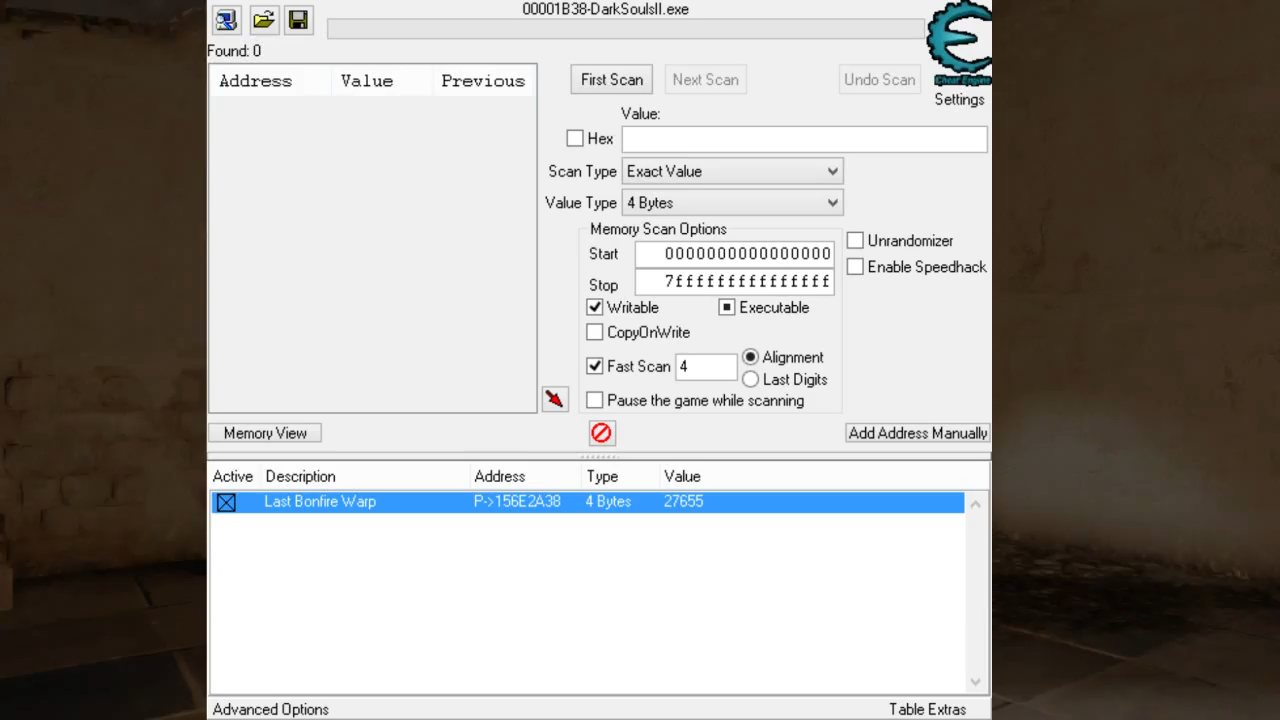 00001B38-DarkSoulsII.exe
Found: 0
Address Value Previous
First Scan Next Scan Undo Scan
Cheat Engine
Settings
Value:
Hex
Scan Type Exact Value
Value Type 4 Bytes
Memory Scan Options
Start 0000000000000000
Stop 7fffffffffffffff
Unrandomizer
Enable Speedhack
Writable Executable
CopyOnWrite
Fast Scan 4 Alignment
Last Digits
Pause the game while scanning
Memory View Add Address Manually
Active Description Address Type Value
Last Bonfire Warp P->156E2A38 4 Bytes 27655
Advanced Options Table Extras